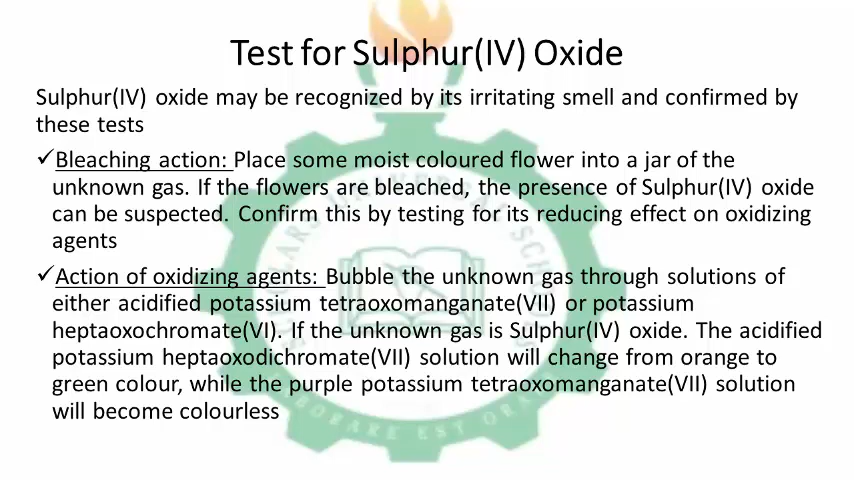 Test for Sulphur(IV) Oxide
Sulphur(IV) oxide may be recognized by its irritating smell and confirmed by
these tests
✓Bleaching action: Place some moist coloured flower into a jar of the
unknown gas. If the flowers are bleached, the presence of Sulphur(IV) oxide
can be suspected. Confirm this by testing for its reducing effect on oxidizing
agents
✓Action of oxidizing agents: Bubble the unknown gas through solutions of
either acidified potassium tetraoxomanganate(VII) or potassium
heptaoxochromate(VI). If the unknown gas is Sulphur(IV) oxide. The acidified
potassium heptaoxodichromate(VII) solution will change from orange to
green colour, while the purple potassium tetraoxomanganate(VII) solution
will become colourless